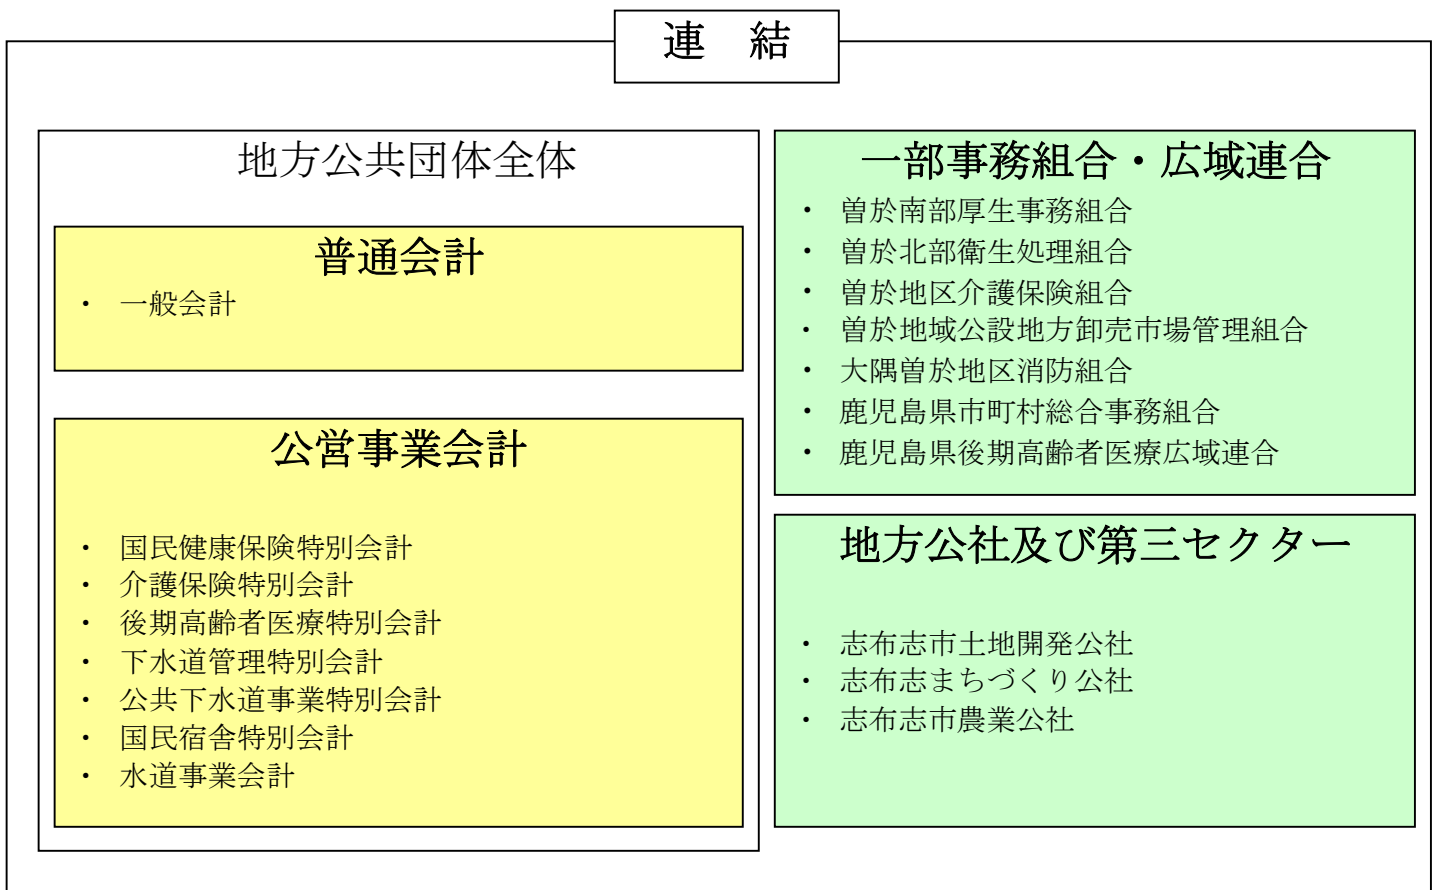 連　結
地方公共団体全体
普通会計
・ 一般会計
公営事業会計
・ 国民健康保険特別会計
・ 介護保険特別会計
・ 後期高齢者医療特別会計
・ 下水道管理特別会計
・ 公共下水道事業特別会計
・ 国民宿舎特別会計
・ 水道事業会計
一部事務組合・広域連合
・ 曽於南部厚生事務組合
・ 曽於北部衛生処理組合
・ 曽於地区介護保険組合
・ 曽於地域公設地方卸売市場管理組合
・ 大隅曽於地区消防組合
・ 鹿児島県市町村総合事務組合
・ 鹿児島県後期高齢者医療広域連合
地方公社及び第三セクター
・ 志布志市土地開発公社
・ 志布志まちづくり公社
・ 志布志市農業公社